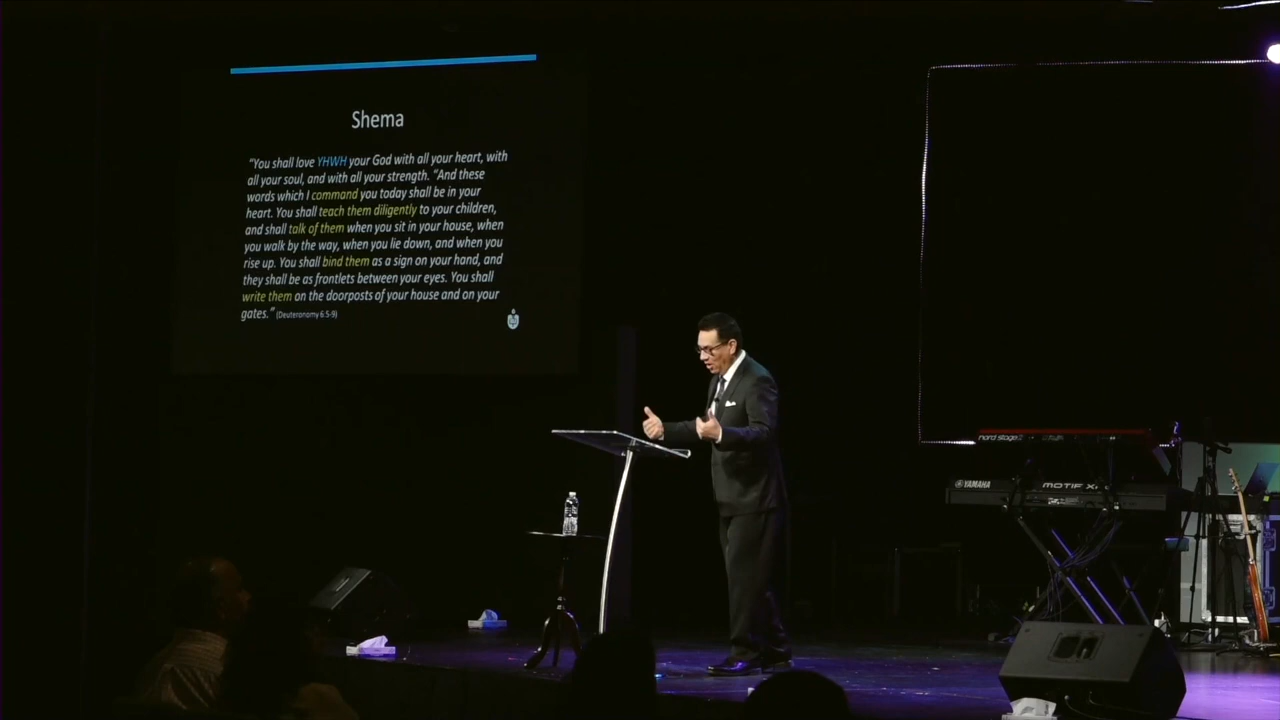 Shema
“You shall love YHWH your God with all your heart, with
all your soul, and with all your strength. “And these
words which I command you today shall be in your
heart. You shall teach them diligently to your children,
and shall talk of them when you sit in your house, when
you walk by the way, when you lie down, and when you
rise up. You shall bind them as a sign on your hand, and
they shall be as frontlets between your eyes. You shall
write them on the doorposts of your house and on your
gates.” (Deuteronomy 6:5-9)
nord stage
YAMAHA
MOTIF